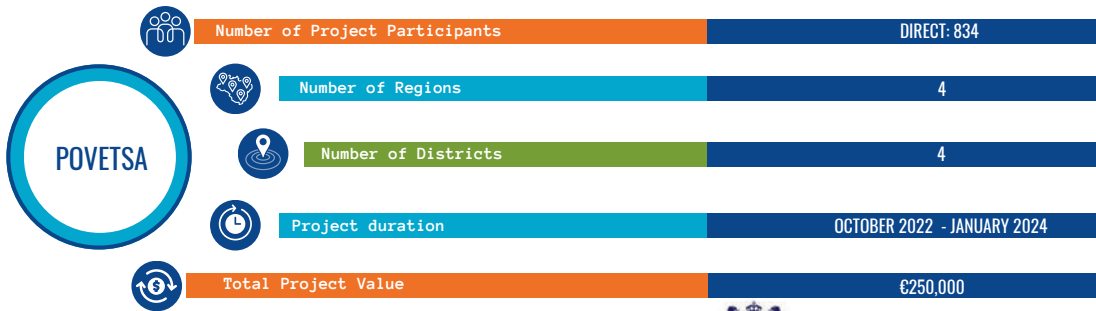 Number of Project Participants DIRECT: 834
Number of Regions 4
POVETSA
Number of Districts 4
Project duration OCTOBER 2022 - JANUARY 2024
Total Project Value €250,000